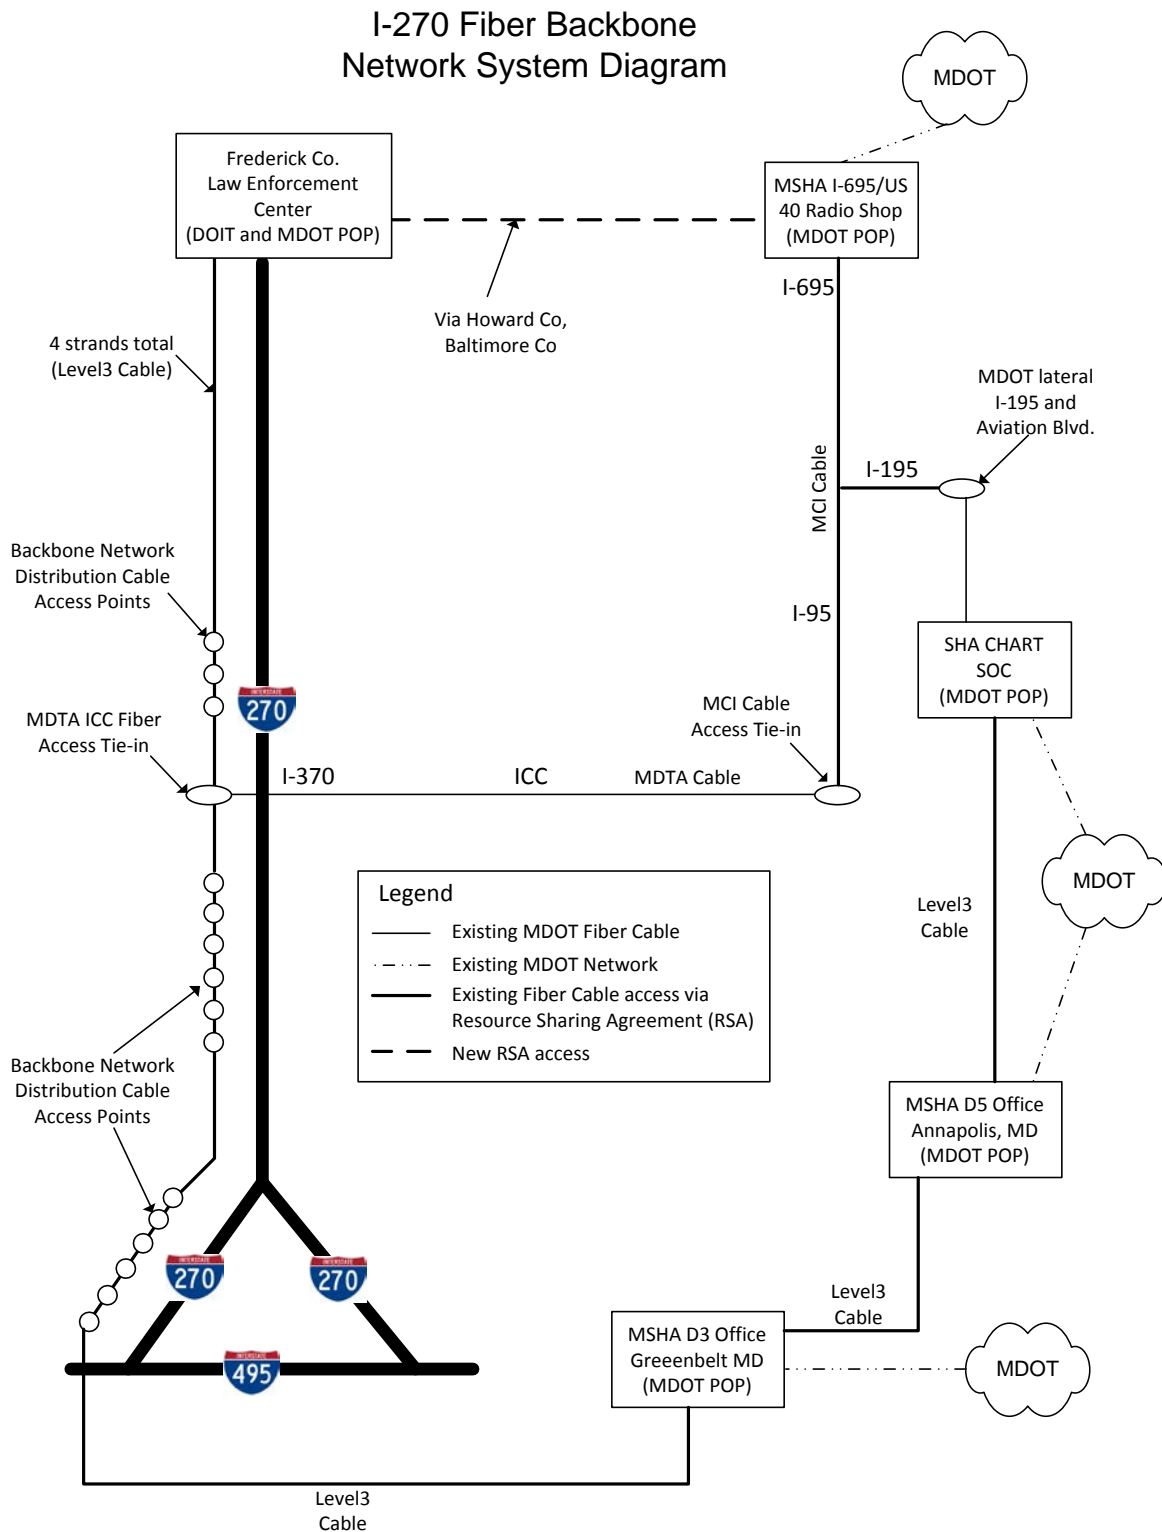 I-270 Fiber Backbone
Network System Diagram
MDOT
Frederick Co.
Law Enforcement
Center
(DOIT and MDOT POP)
MSHA I-695/US
40 Radio Shop
(MDOT POP)
I-695
Via Howard Co,
Baltimore Co
4 strands total
(Level3 Cable)
MDOT lateral
I-195 and
Aviation Blvd.
MCI Cable
I-195
Backbone Network
Distribution Cable
Access Points
I-95
SHA CHART
SOC
(MDOT POP)
INTERSTATE
270
MDTA ICC Fiber
Access Tie-in
MCI Cable
Access Tie-in
I-370
ICC
MDTA Cable
Legend
Existing MDOT Fiber Cable
Existing MDOT Network
Existing Fiber Cable access via
Resource Sharing Agreement (RSA)
New RSA access
MDOT
Level3
Cable
Backbone Network
Distribution Cable
Access Points
MSHA D5 Office
Annapolis, MD
(MDOT POP)
INTERSTATE
270
INTERSTATE
270
Level3
Cable
MSHA D3 Office
Greeenbelt MD
(MDOT POP)
MDOT
INTERSTATE
495
Level3
Cable